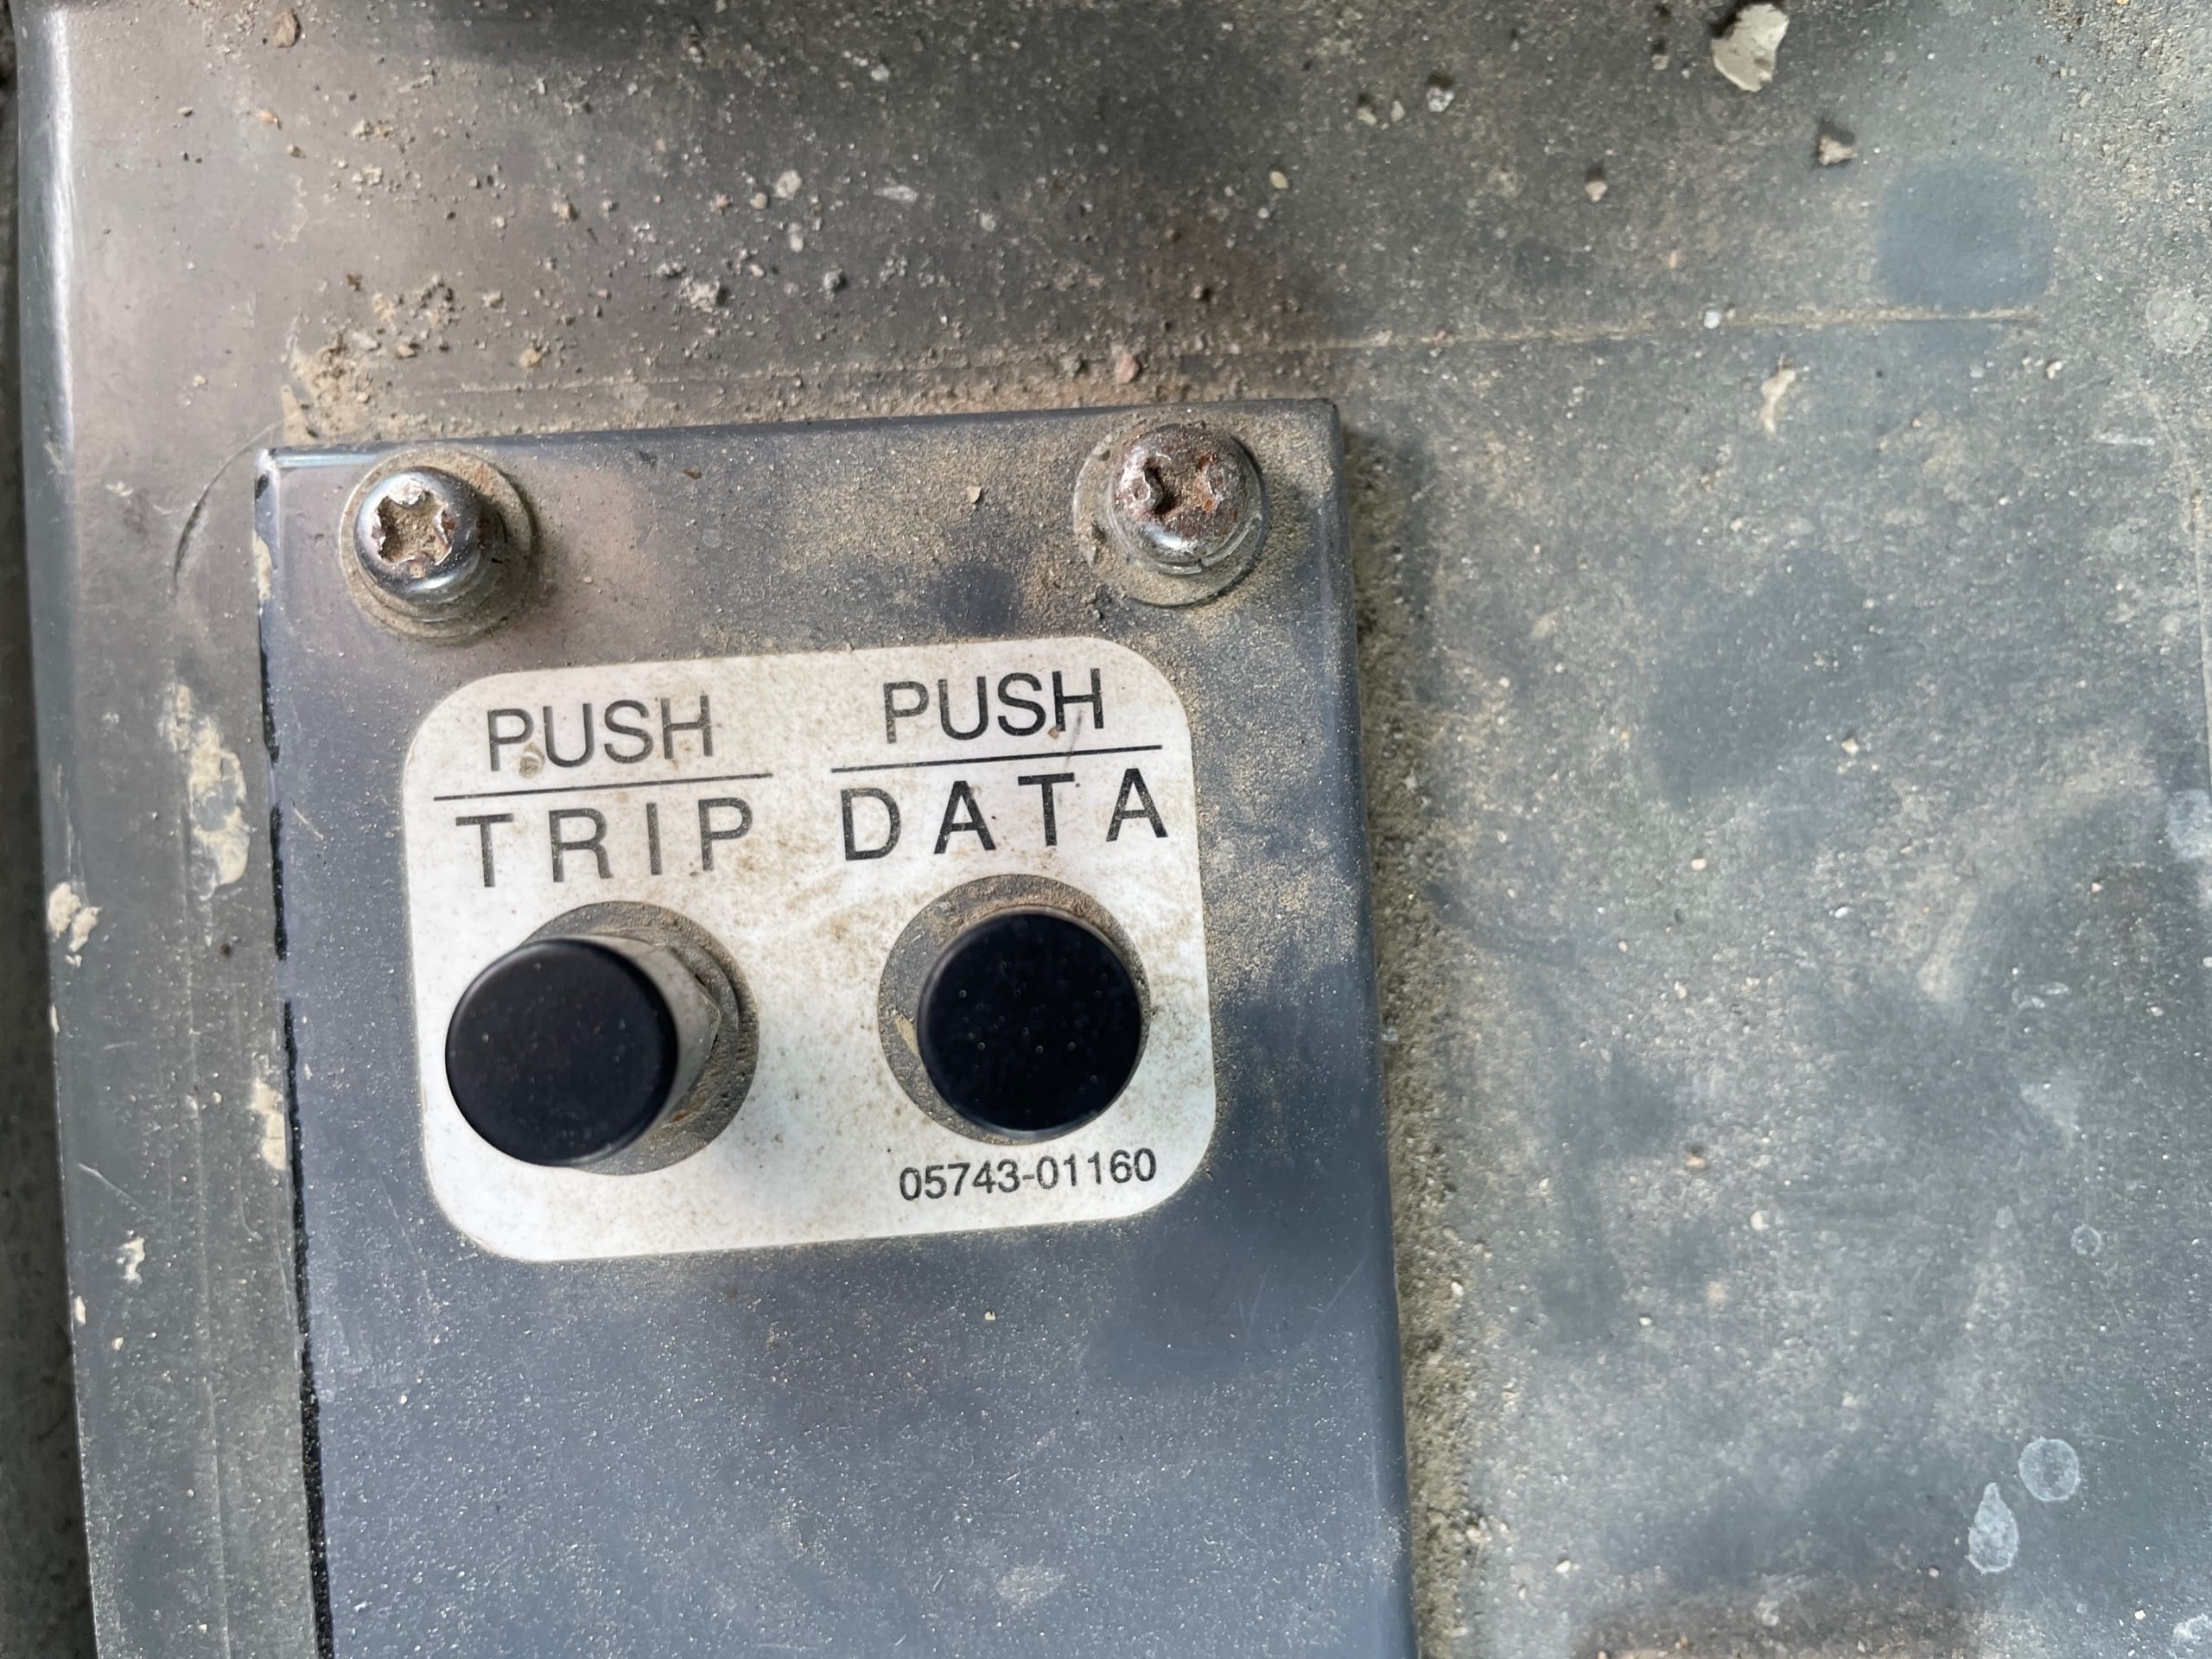 PUSH
TRIP
PUSH
DATA
05743-01160